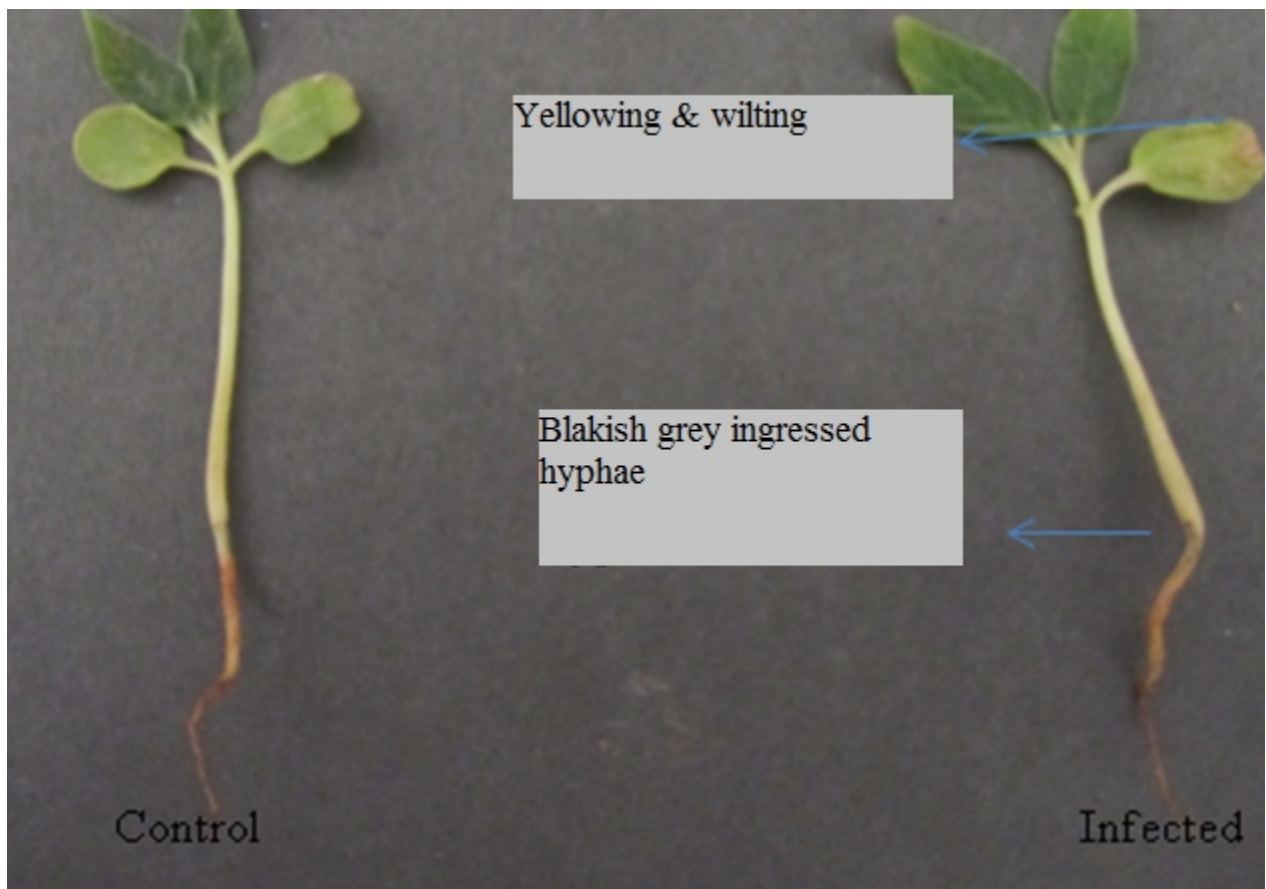 Yellowing & wilting
Blakish grey ingressed
hyphae
Control
Infected